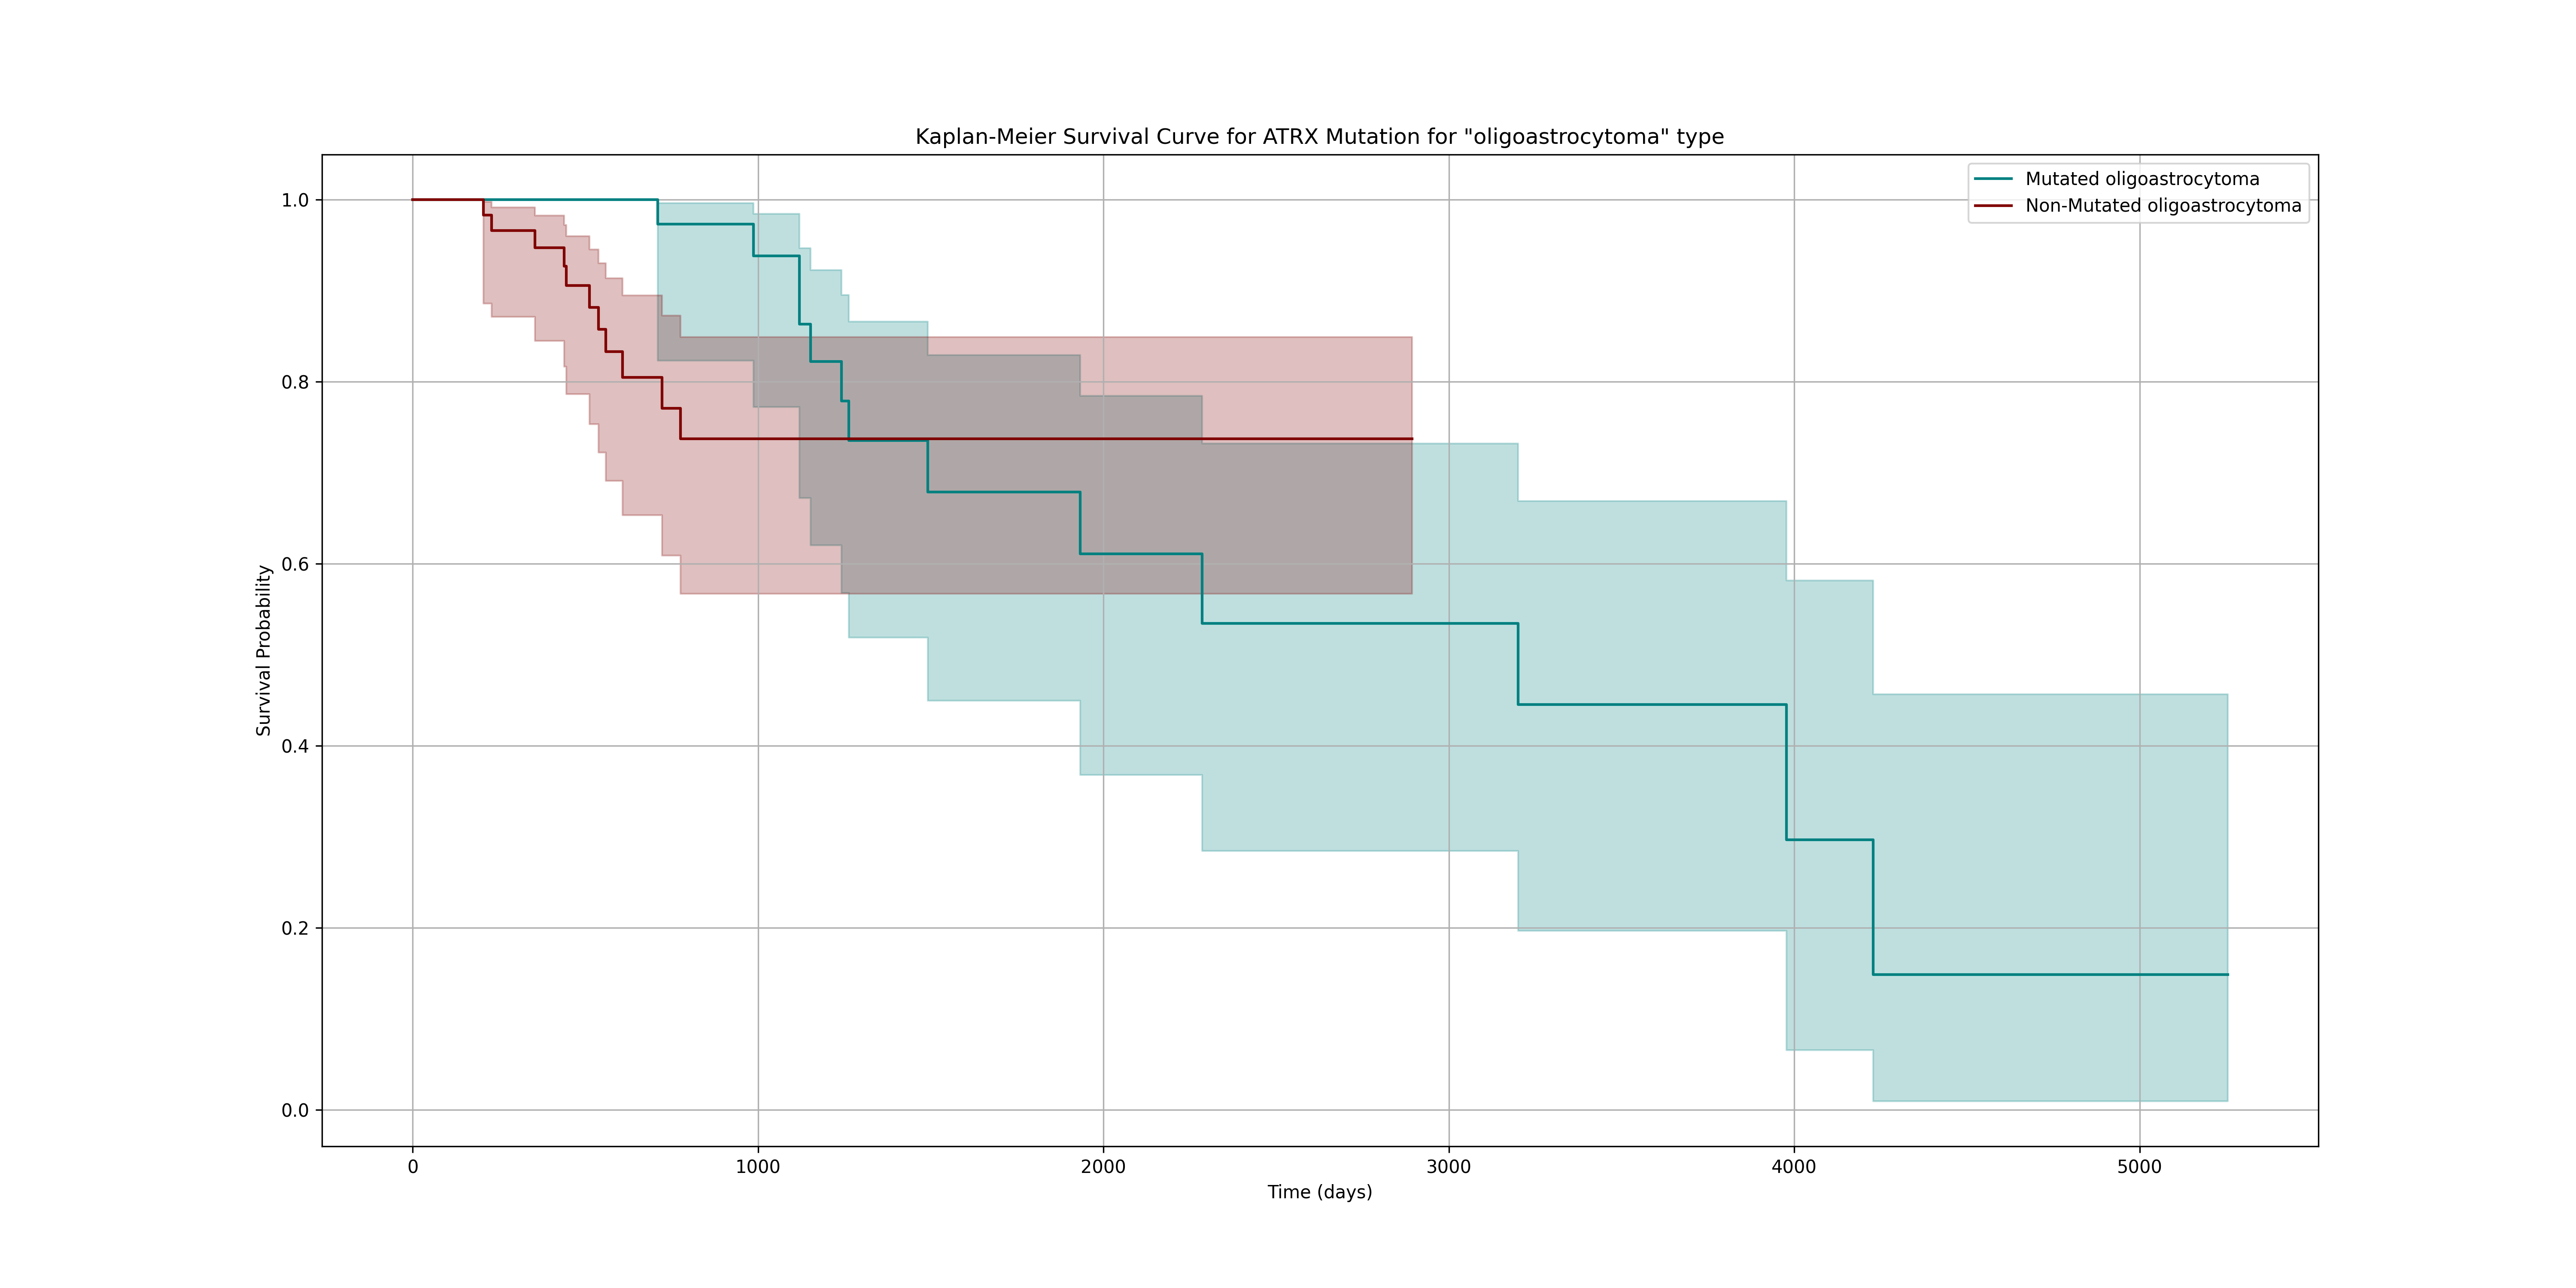 Kaplan-Meier Survival Curve for ATRX Mutation for "oligoastrocytoma" type
Mutated oligoastrocytoma
Non-Mutated oligoastrocytoma
1.0
0.8
0.6
0.4
0.2
0.0
Survival Probability
0 1000 2000 3000 4000 5000
Time (days)